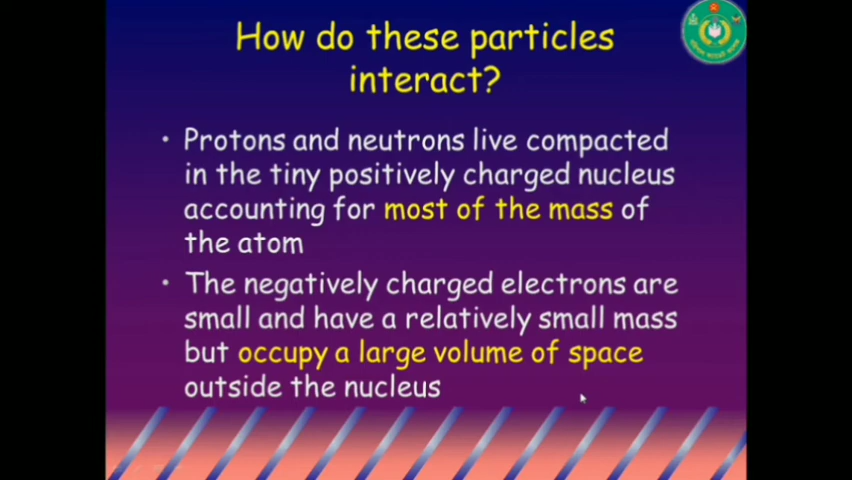 How do these particles
interact?
• Protons and neutrons live compacted
in the tiny positively charged nucleus
accounting for most of the mass of
the atom
• The negatively charged electrons are
small and have a relatively small mass
but occupy a large volume of space
outside the nucleus